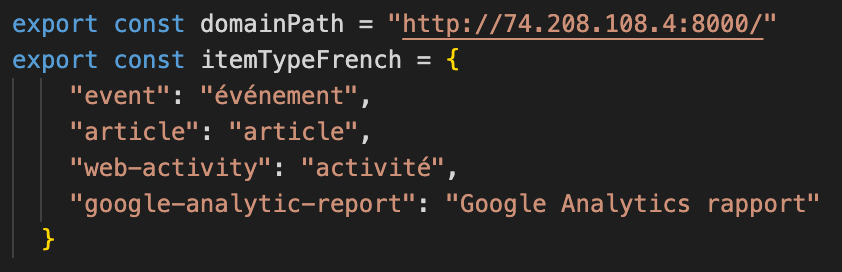 export const domainPath = "http://74.208.108.4:8000/"
export const itemTypeFrench = {
"event": "événement",
"article": "article",
"web-activity": "activité",
"google-analytic-report": "Google Analytics rapport"
}